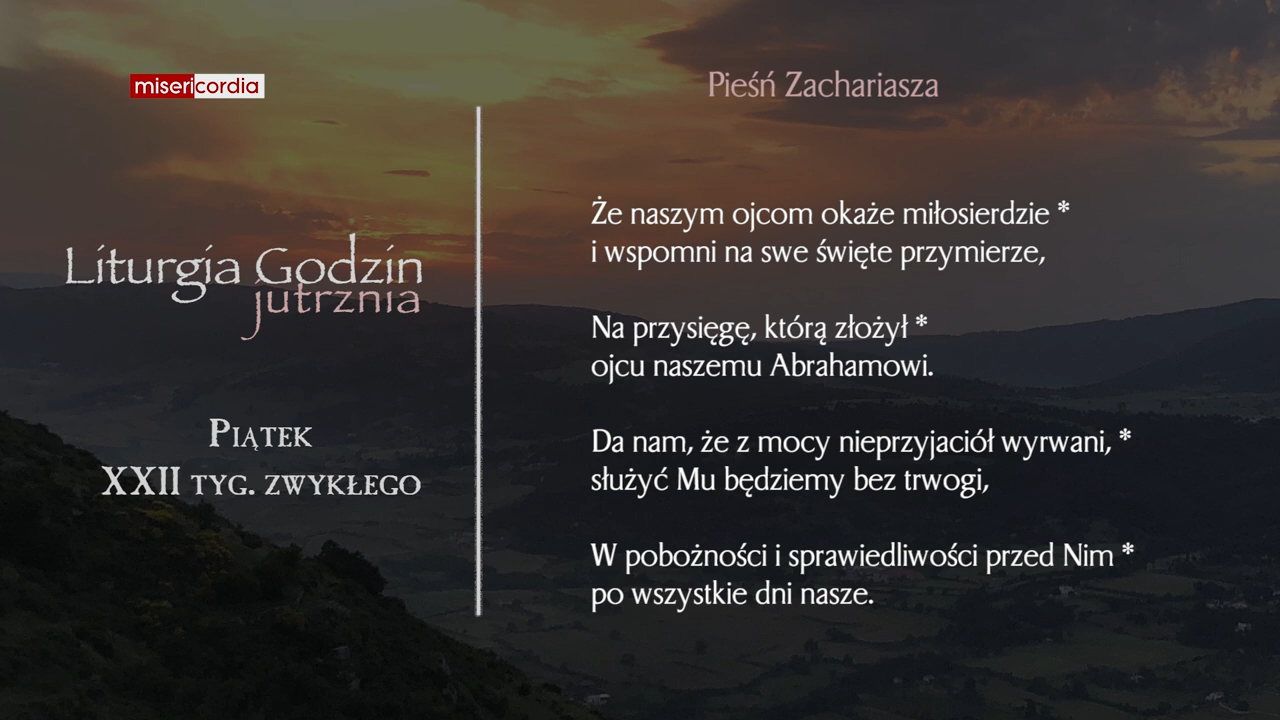 misericordia
Liturgia Godzin
jutrznia
Piątek
XXII tyg. zwykłego
Pieśń Zachariasza
Że naszym ojcom okaże miłosierdzie *
i wspomni na swe święte przymierze,
Na przysięgę, którą złożył *
ojcu naszemu Abrahamowi.
Da nam, że z mocy nieprzyjaciół wyrwani, *
służyć Mu będziemy bez trwogi,
W pobożności i sprawiedliwości przed Nim *
po wszystkie dni nasze.